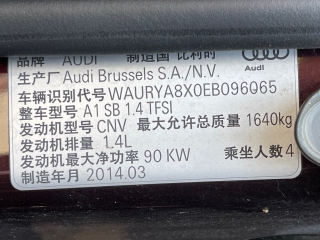 品牌 AUDI 制造国 比利时
Audi
生产厂 Audi Brussels S.A./N.V.
车辆识别代号 WAURYA8X0EB096965
整车型号 A1 SB 1.4 TFSI
发动机型号 CNV 最大允许总质量 1640kg
发动机排量 1.4L
发动机最大净功率 90 KW 乘坐人数 4
制造年月 2014.03